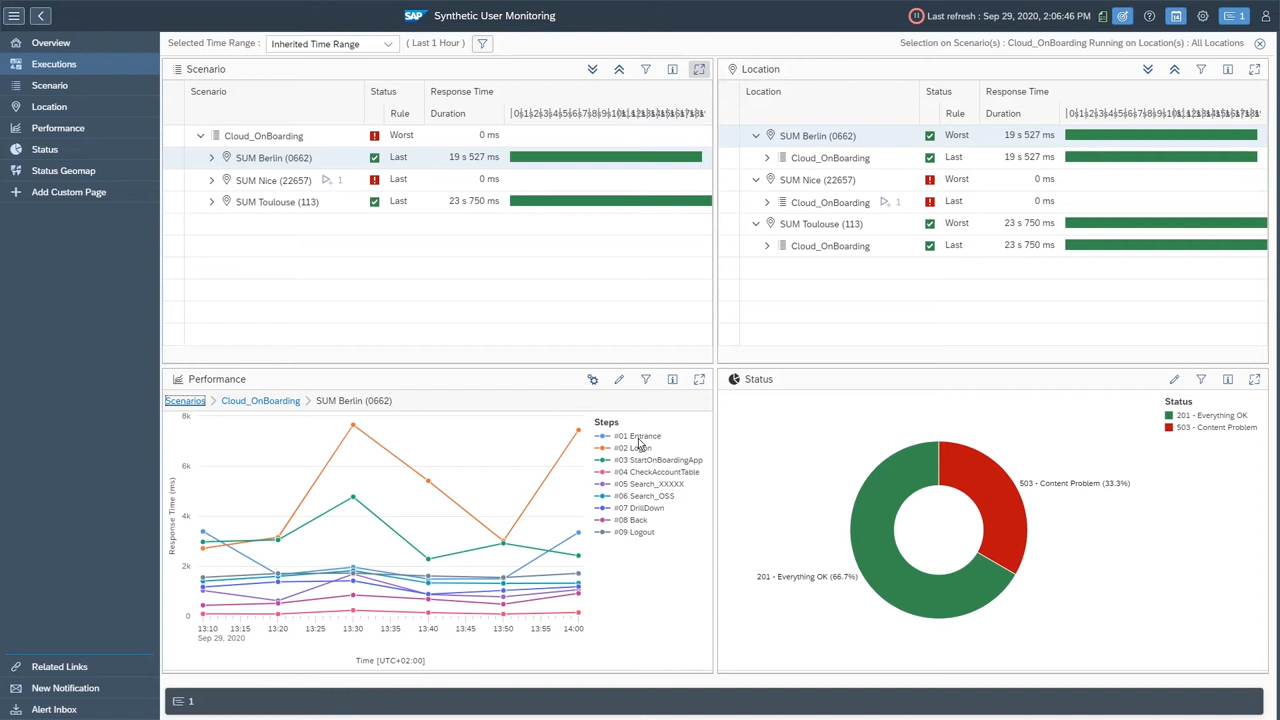 SAP Synthetic User Monitoring
Last refresh : Sep 29, 2020, 2:06:46 PM
1
Overview
Executions
Scenario
Location
Performance
Status
Status Geomap
Add Custom Page
Related Links
New Notification
Alert Inbox
Selected Time Range : Inherited Time Range ( Last 1 Hour )
Selection on Scenario(s) : Cloud_OnBoarding Running on Location(s) : All Locations
Scenario
Scenario Status Response Time
Rule Duration
Cloud_OnBoarding Worst 0 ms
SUM Berlin (0662) Last 19 s 527 ms
SUM Nice (22657) 1 Last 0 ms
SUM Toulouse (113) Last 23 s 750 ms
Location
Location Status Response Time
Rule Duration
SUM Berlin (0662) Worst 19 s 527 ms
Cloud_OnBoarding Last 19 s 527 ms
SUM Nice (22657) Worst 0 ms
Cloud_OnBoarding 1 Last 0 ms
SUM Toulouse (113) Worst 23 s 750 ms
Cloud_OnBoarding Last 23 s 750 ms
Performance
Scenarios > Cloud_OnBoarding > SUM Berlin (0662)
8k
6k
4k
2k
0
Response Time (ms)
13:10 13:15 13:20 13:25 13:30 13:35 13:40 13:45 13:50 13:55 14:00
Sep 29, 2020
Time [UTC+02:00]
Steps
#01 Entrance
#02 Logon
#03 StartOnBoardingApp
#04 CheckAccountTable
#05 Search_XXXXX
#06 Search_OSS
#07 DrillDown
#08 Back
#09 Logout
Status
Status
201 - Everything OK
503 - Content Problem
503 - Content Problem (33.3%)
201 - Everything OK (66.7%)
1